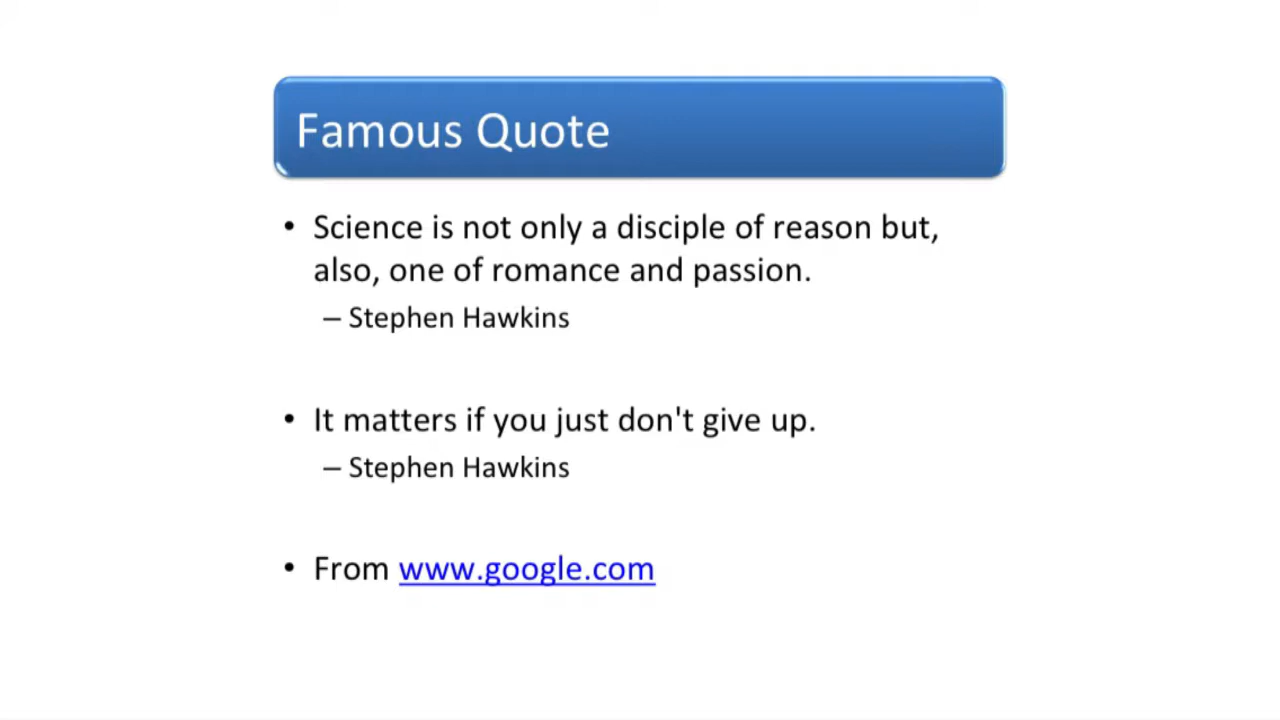 Famous Quote
• Science is not only a disciple of reason but,
also, one of romance and passion.
– Stephen Hawkins
• It matters if you just don't give up.
– Stephen Hawkins
• From www.google.com